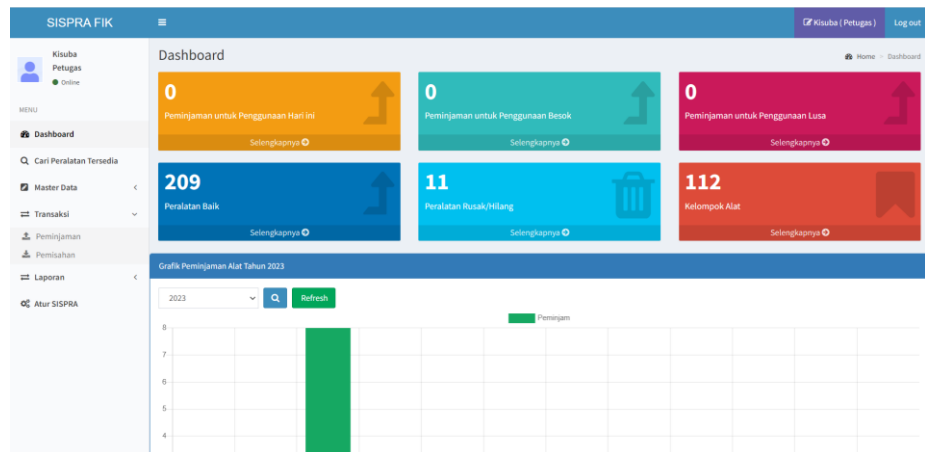 SISPRA FIK
Kisuba ( Petugas )
Log out
Kisuba
Petugas
Online
MENU
Dashboard
Cari Peralatan Tersedia
Master Data
Transaksi
Peminjaman
Pemisahan
Laporan
Atur SISPRA
Dashboard
Home > Dashboard
0
Peminjaman untuk Penggunaan Hari ini
Selengkapnya
0
Peminjaman untuk Penggunaan Besok
Selengkapnya
0
Peminjaman untuk Penggunaan Lusa
Selengkapnya
209
Peralatan Baik
Selengkapnya
11
Peralatan Rusak/Hilang
Selengkapnya
112
Kelompok Alat
Selengkapnya
Grafik Peminjaman Alat Tahun 2023
2023
Refresh
Peminjam
8
7
6
5
4